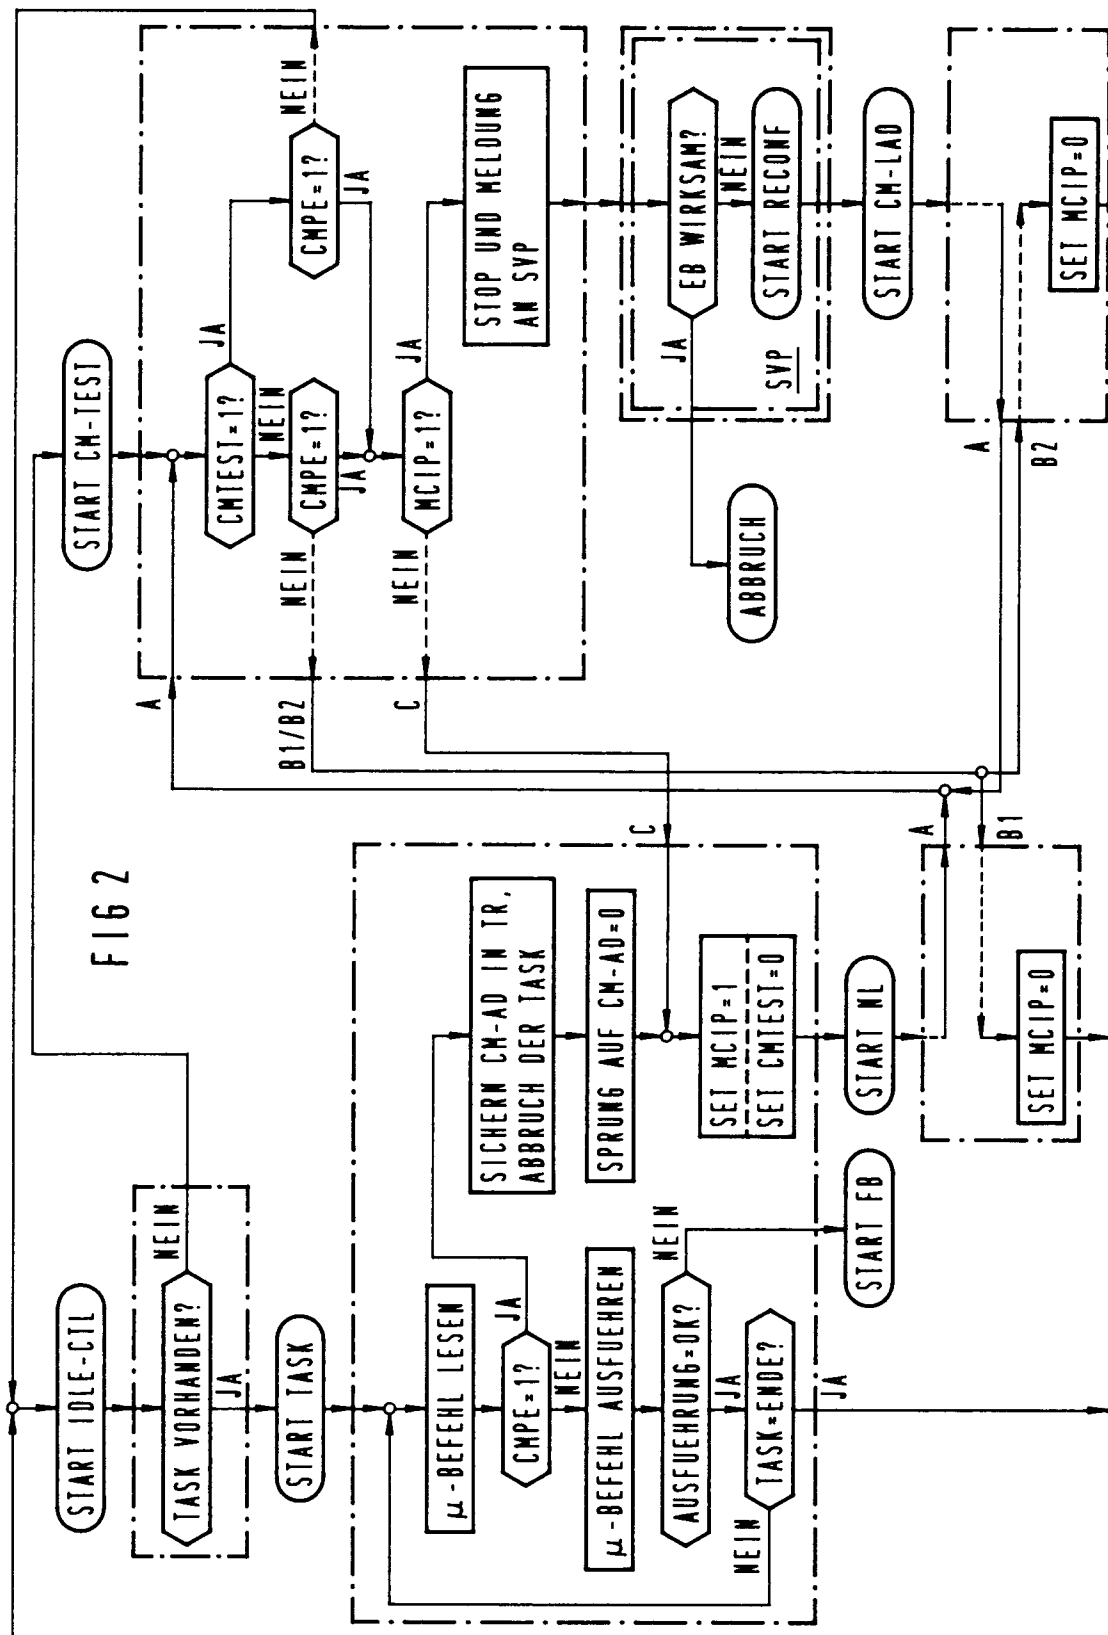 FIG 2
START IDLE-CTL
TASK VORHANDEN?
NEIN
JA
START TASK
µ-BEFEHL LESEN
CMPE=1?
JA
NEIN
µ-BEFEHL AUSFUEHREN
AUSFUEHRUNG=OK?
NEIN
JA
TASK=ENDE?
NEIN
JA
START FB
SICHERN CM-AD IN TR,
ABBRUCH DER TASK
SPRUNG AUF CM-AD=0
C
SET MCIP=1
SET CMTEST=0
START NL
A
B1
SET MCIP=0
START CM-TEST
A
CMTEST=1?
JA
NEIN
CMPE=1?
NEIN
JA
CMPE=1?
NEIN
JA
B1/B2
MCIP=1?
NEIN
JA
C
STOP UND MELDUNG
AN SVP
EB WIRKSAM?
JA
NEIN
START RECONF
SVP
ABBRUCH
START CM-LAD
A
B2
SET MCIP=0